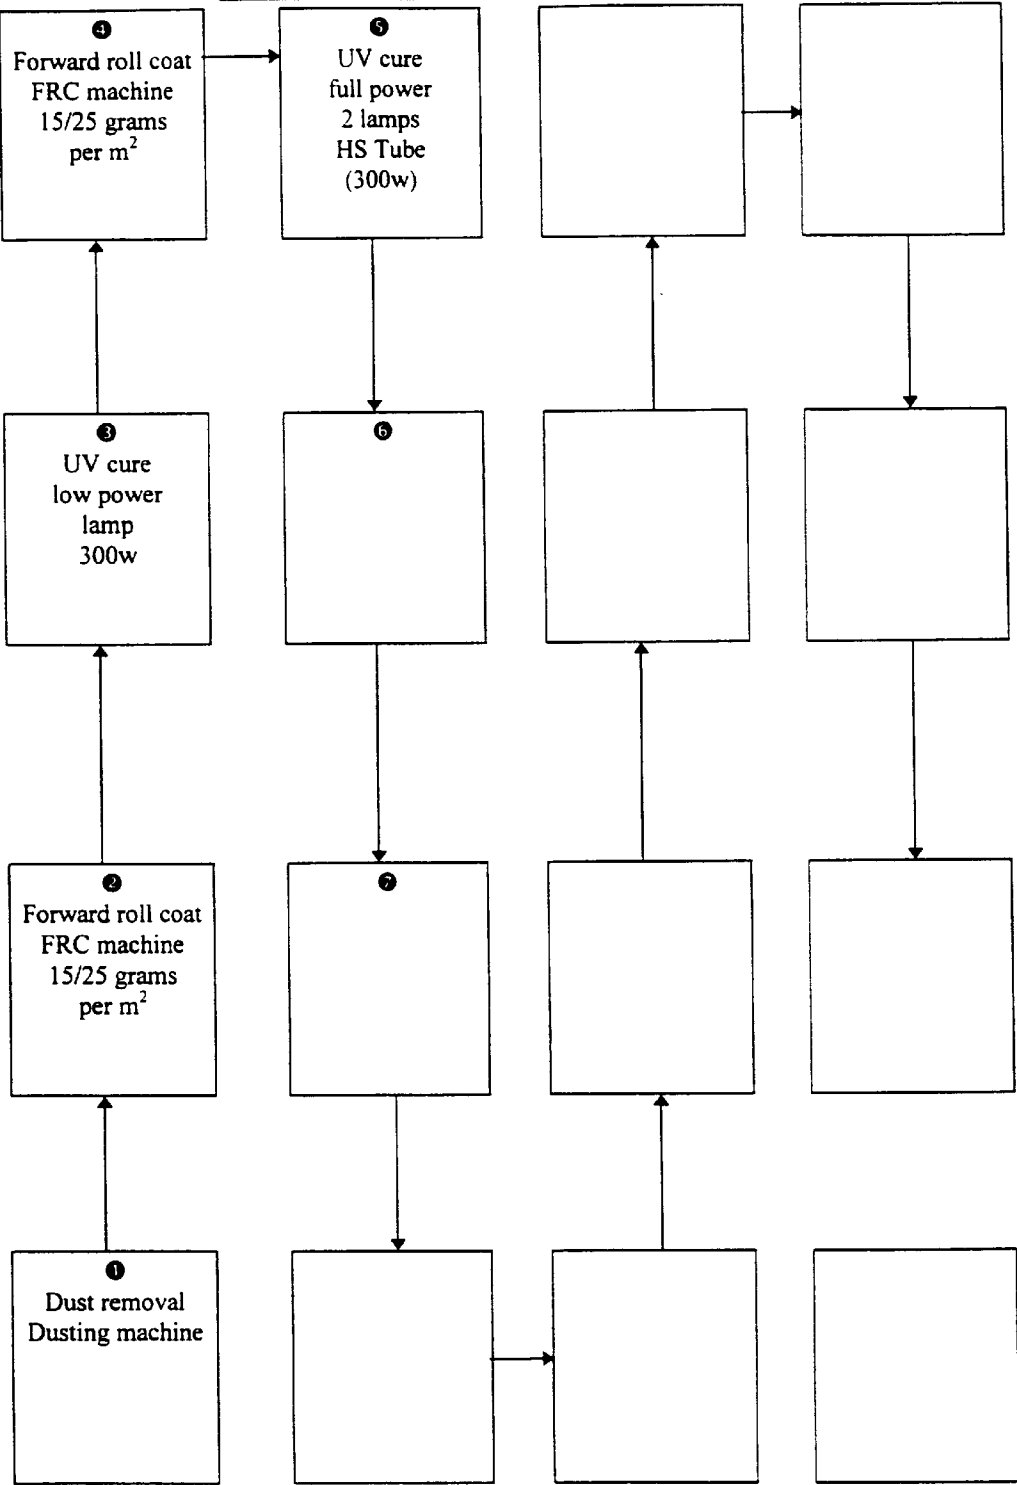 ❹
Forward roll coat
FRC machine
15/25 grams
per m²
❺
UV cure
full power
2 lamps
HS Tube
(300w)
❸
UV cure
low power
lamp
300w
❻
❷
Forward roll coat
FRC machine
15/25 grams
per m²
❼
❶
Dust removal
Dusting machine